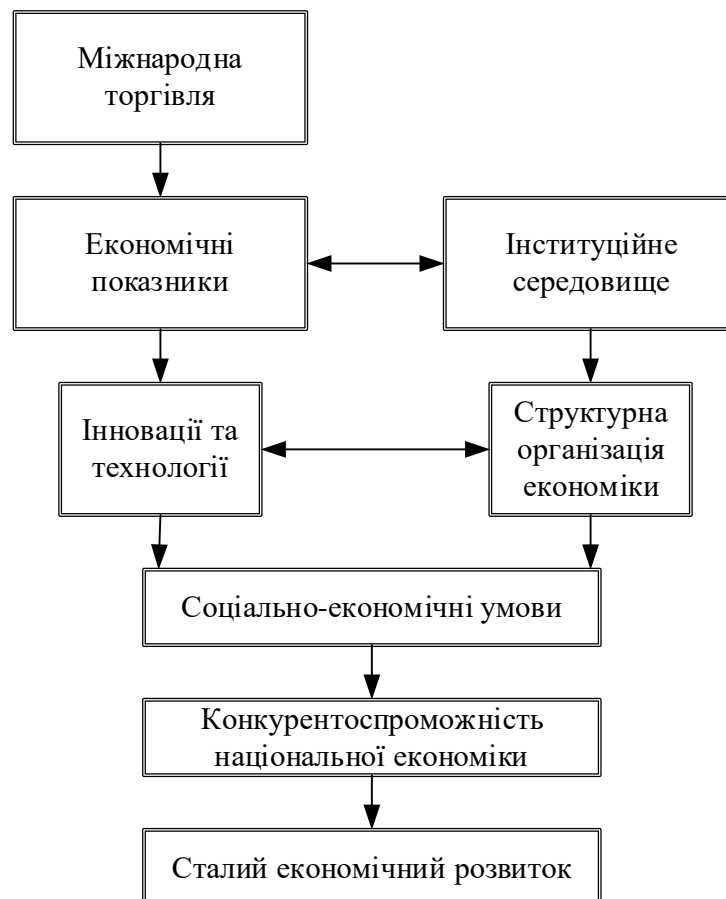 Міжнародна
торгівля
Економічні
показники
Інституційне
середовище
Інновації та
технології
Структурна
організація
економіки
Соціально-економічні умови
Конкурентоспроможність
національної економіки
Сталий економічний розвиток